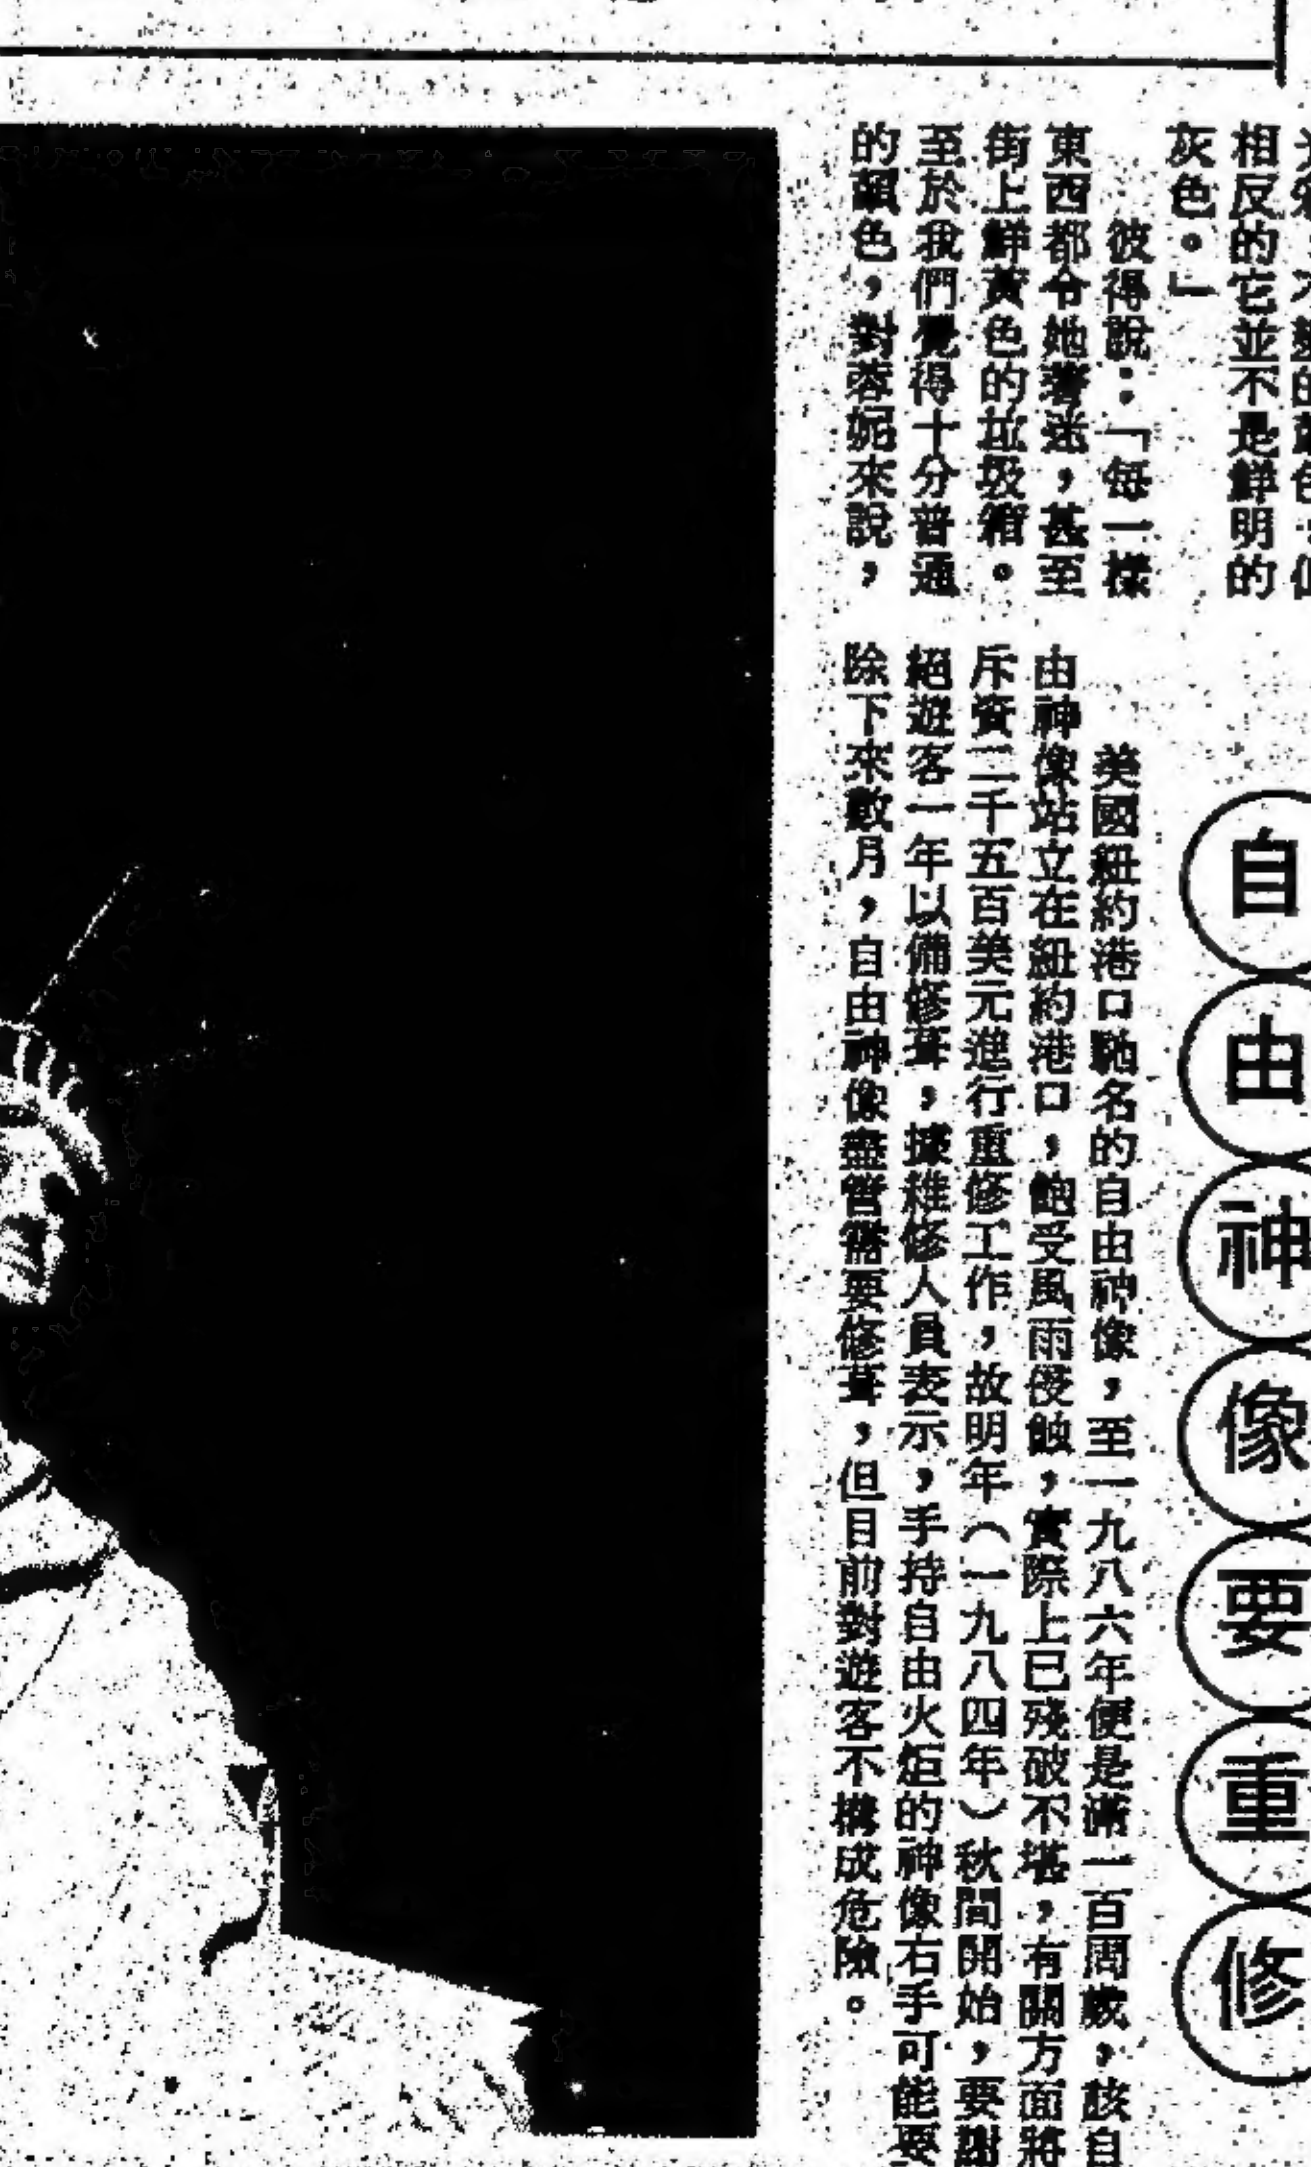 相反的它並不是鮮明的
灰色。」
彼得說：「每一樣
東西都令她著迷，甚至
街上鮮黃色的垃圾箱。
至於我們覺得十分普通
的顏色，對蓉妮來說，
自由神像要重修
美國紐約港口馳名的自由神像，至一九八六年便是滿一百周歲，該自
由神像站立在紐約港口，飽受風雨侵蝕，實際上已殘破不堪，有關方面將
斥資二千五百美元進行重修工作，故明年（一九八四年）秋間開始，要謝
絕遊客一年以備修葺，據維修人員表示，手持自由火炬的神像右手可能要
除下來數月，自由神像儘管需要修葺，但目前對遊客不構成危險。